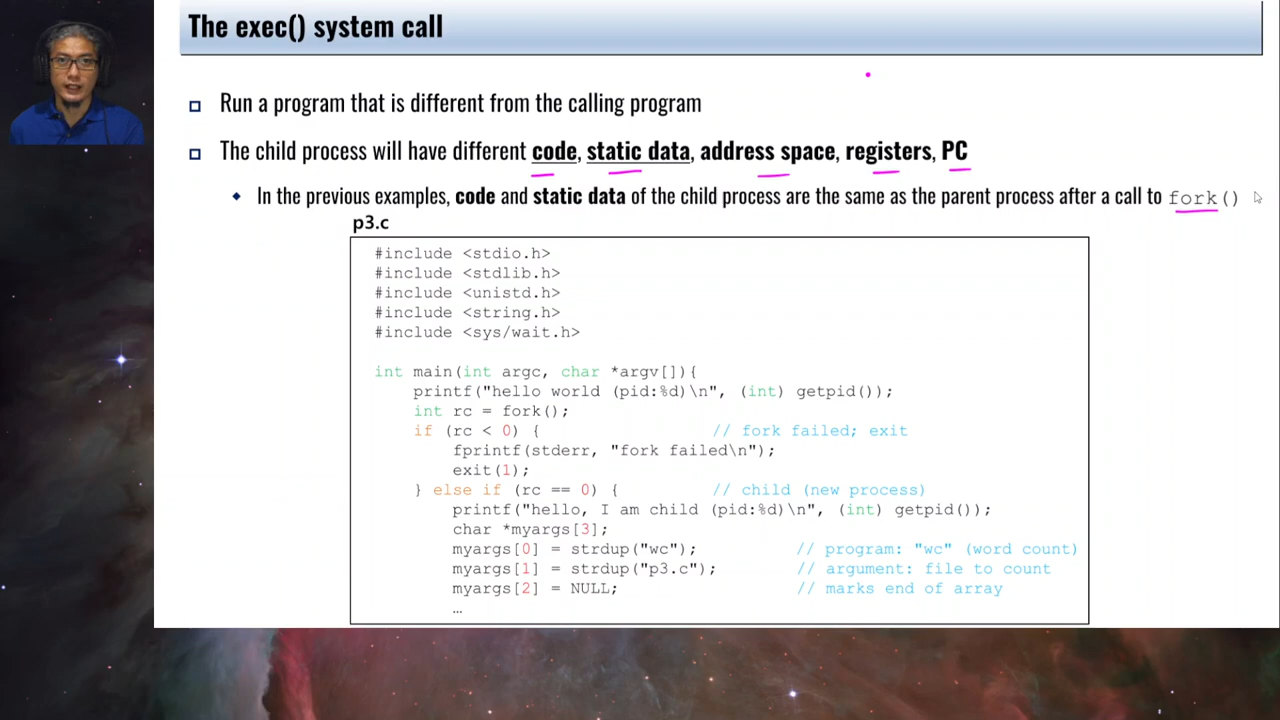 The exec() system call
Run a program that is different from the calling program
The child process will have different code, static data, address space, registers, PC
In the previous examples, code and static data of the child process are the same as the parent process after a call to fork()
p3.c
#include <stdio.h>
#include <stdlib.h>
#include <unistd.h>
#include <string.h>
#include <sys/wait.h>
int main(int argc, char *argv[]){
printf("hello world (pid:%d)\n", (int) getpid());
int rc = fork();
if (rc < 0) { // fork failed; exit
fprintf(stderr, "fork failed\n");
exit(1);
} else if (rc == 0) { // child (new process)
printf("hello, I am child (pid:%d)\n", (int) getpid());
char *myargs[3];
myargs[0] = strdup("wc"); // program: "wc" (word count)
myargs[1] = strdup("p3.c"); // argument: file to count
myargs[2] = NULL; // marks end of array
…